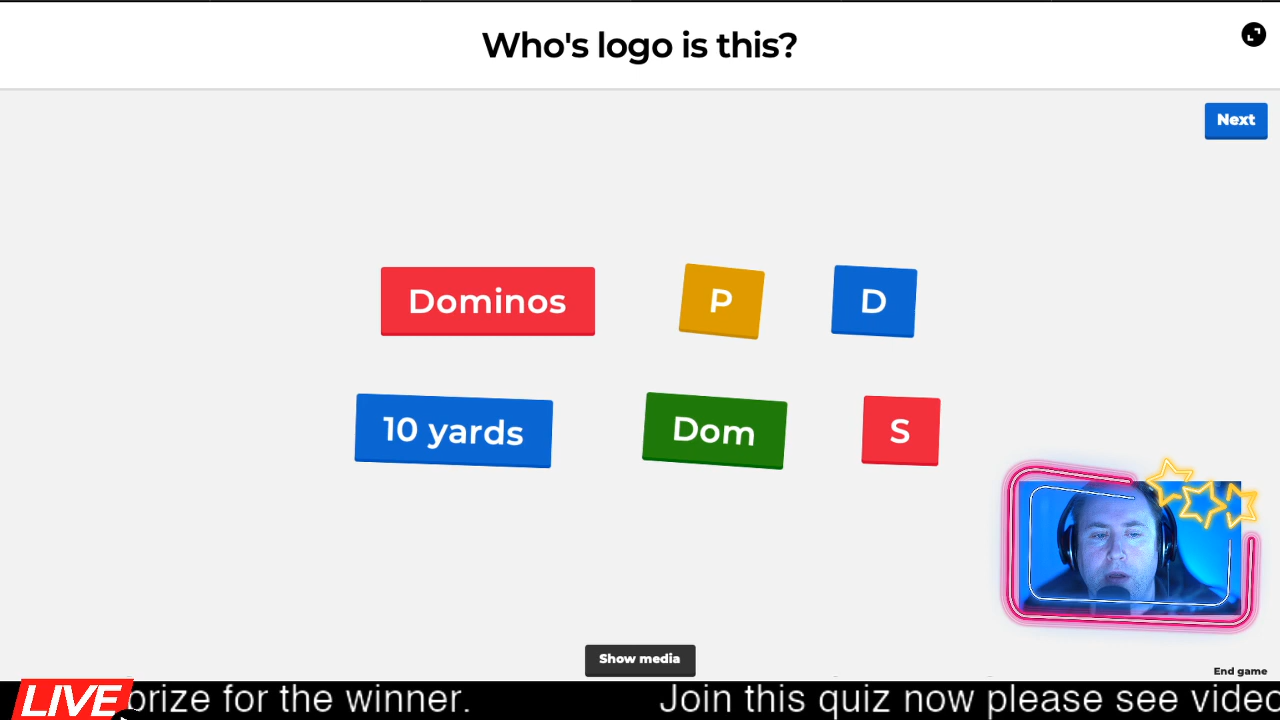 Who's logo is this?
Next
Dominos
P
D
10 yards
Dom
S
Show media
End game
LIVE
orize for the winner.
Join this quiz now please see video